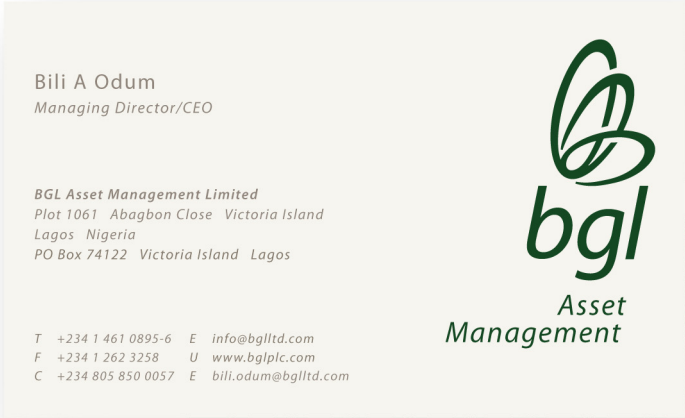 Bili A Odum
Managing Director/CEO
BGL Asset Management Limited
Plot 1061 Abagbon Close Victoria Island
Lagos Nigeria
PO Box 74122 Victoria Island Lagos
T +234 1 461 0895-6 E info@bglltd.com
F +234 1 262 3258 U www.bglplc.com
C +234 805 850 0057 E bili.odum@bglltd.com
bgl
Asset
Management